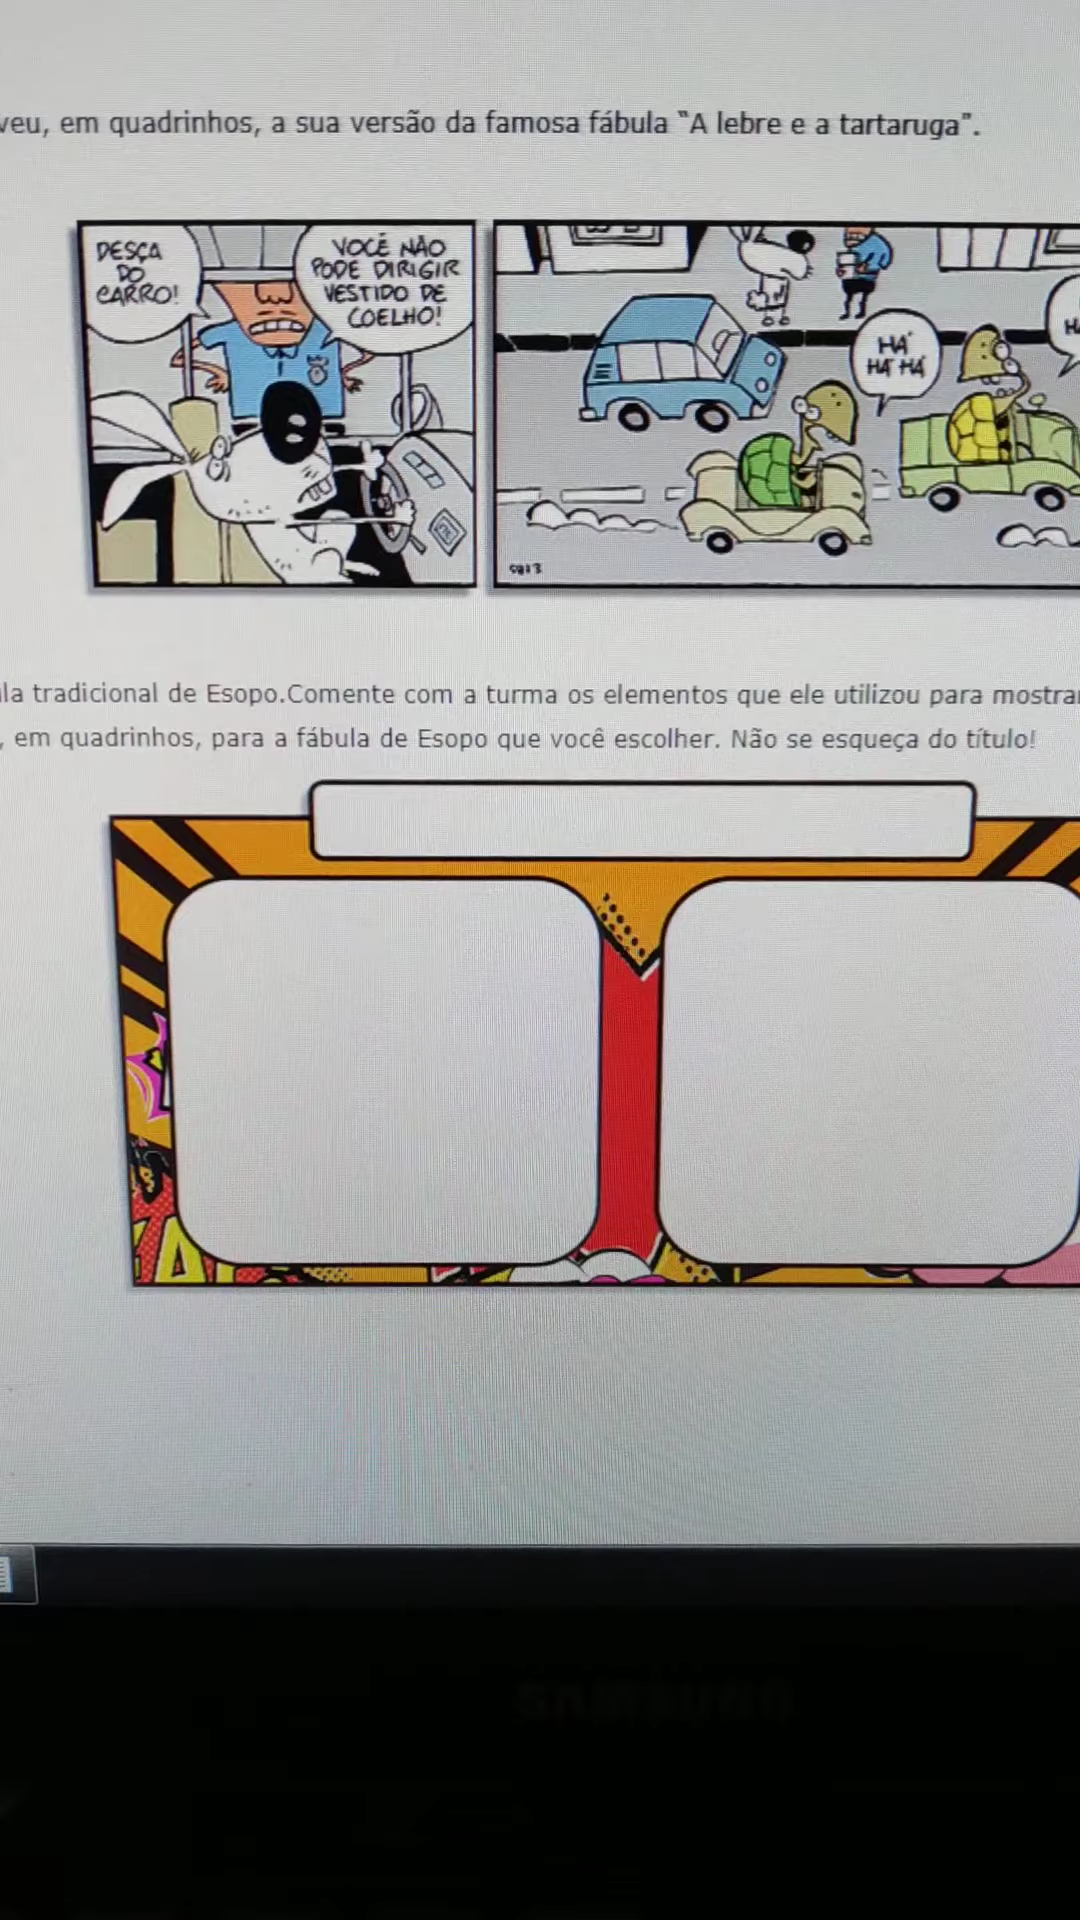 veu, em quadrinhos, a sua versão da famosa fábula “A lebre e a tartaruga”.
DESÇA
DO
CARRO!
VOCÊ NÃO
PODE DIRIGIR
VESTIDO DE
COELHO!
HÁ
HÁ HÁ
la tradicional de Esopo.Comente com a turma os elementos que ele utilizou para mostrar
, em quadrinhos, para a fábula de Esopo que você escolher. Não se esqueça do título!
SAMSUNG